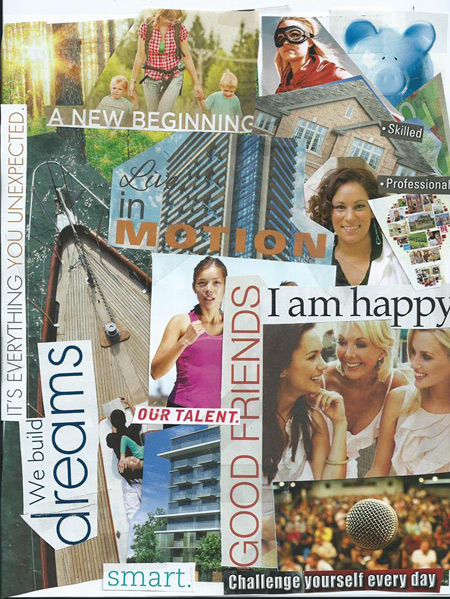 A NEW BEGINNING
• Skilled
• Professional
IT'S EVERYTHING YOU UNEXPECTED.
Live
in
MOTION
I am happy
GOOD FRIENDS
OUR TALENT.
We build
dreams
smart.
Challenge yourself every day